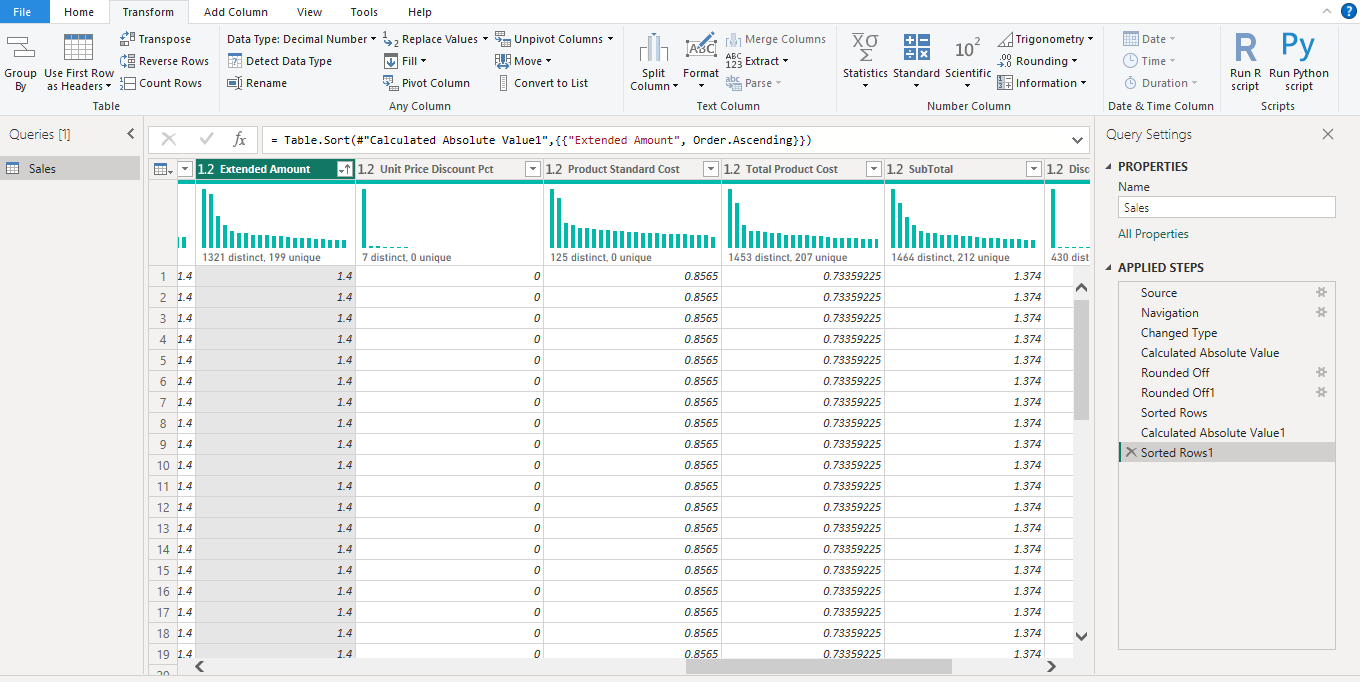 File Home Transform Add Column View Tools Help
Group By
Use First Row as Headers
Transpose
Reverse Rows
Count Rows
Table
Data Type: Decimal Number
Detect Data Type
Rename
1 2 Replace Values
Fill
Pivot Column
Unpivot Columns
Move
Convert to List
Any Column
Split Column
ABC Format
Merge Columns
ABC 123 Extract
abc Parse
Text Column
Xσ Σ Statistics
Standard
10² Scientific
Trigonometry
.00 Rounding
Information
Number Column
Date
Time
Duration
Date & Time Column
R Run R script
Py Run Python script
Scripts
Queries [1]
Sales
fx = Table.Sort(#"Calculated Absolute Value1",{{"Extended Amount", Order.Ascending}})
1.2 Extended Amount 1.2 Unit Price Discount Pct 1.2 Product Standard Cost 1.2 Total Product Cost 1.2 SubTotal 1.2 Disc
1321 distinct, 199 unique 7 distinct, 0 unique 125 distinct, 0 unique 1453 distinct, 207 unique 1464 distinct, 212 unique 430 dist
1 1.4 1.4 0 0.8565 0.73359225 1.374
2 1.4 1.4 0 0.8565 0.73359225 1.374
3 1.4 1.4 0 0.8565 0.73359225 1.374
4 1.4 1.4 0 0.8565 0.73359225 1.374
5 1.4 1.4 0 0.8565 0.73359225 1.374
6 1.4 1.4 0 0.8565 0.73359225 1.374
7 1.4 1.4 0 0.8565 0.73359225 1.374
8 1.4 1.4 0 0.8565 0.73359225 1.374
9 1.4 1.4 0 0.8565 0.73359225 1.374
10 1.4 1.4 0 0.8565 0.73359225 1.374
11 1.4 1.4 0 0.8565 0.73359225 1.374
12 1.4 1.4 0 0.8565 0.73359225 1.374
13 1.4 1.4 0 0.8565 0.73359225 1.374
14 1.4 1.4 0 0.8565 0.73359225 1.374
15 1.4 1.4 0 0.8565 0.73359225 1.374
16 1.4 1.4 0 0.8565 0.73359225 1.374
17 1.4 1.4 0 0.8565 0.73359225 1.374
18 1.4 1.4 0 0.8565 0.73359225 1.374
19 1.4 1.4 0 0.8565 0.73359225 1.374
20
Query Settings
PROPERTIES
Name
Sales
All Properties
APPLIED STEPS
Source
Navigation
Changed Type
Calculated Absolute Value
Rounded Off
Rounded Off1
Sorted Rows
Calculated Absolute Value1
Sorted Rows1